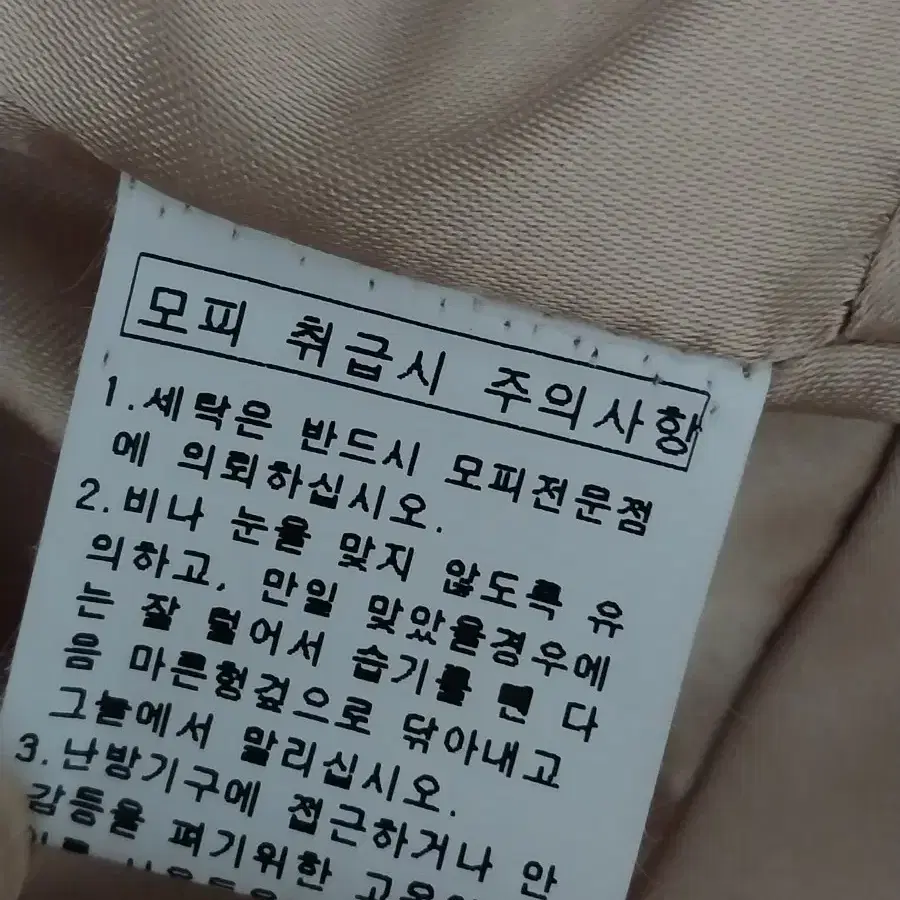 모피 취급시 주의사항
1.세탁은 반드시 모피전문점
에 의뢰하십시오.
2.비나 눈을 맞지 않도록 유
의하고, 만일 맞았을경우에
는 잘 털어서 습기를 뺀 다
음 마른헝겊으로 닦아내고
그늘에서 말리십시오.
3.난방기구에 접근하거나 안
감등을 펴기위한